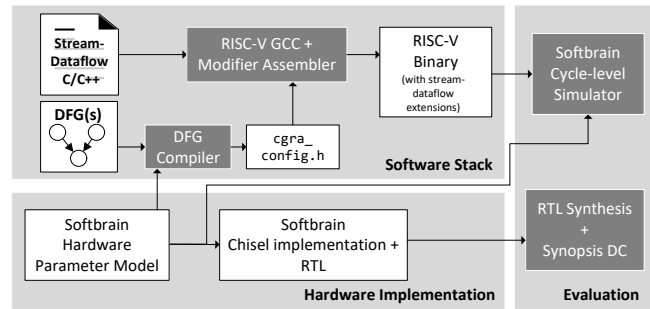 Stream-
Dataflow
C/C++
RISC-V GCC +
Modifier Assembler
RISC-V
Binary
(with stream-
dataflow
extensions)
Softbrain
Cycle-level
Simulator
DFG(s)
DFG
Compiler
cgra_
config.h
Software Stack
Softbrain
Hardware
Parameter Model
Softbrain
Chisel implementation +
RTL
RTL Synthesis
+
Synopsis DC
Hardware Implementation
Evaluation